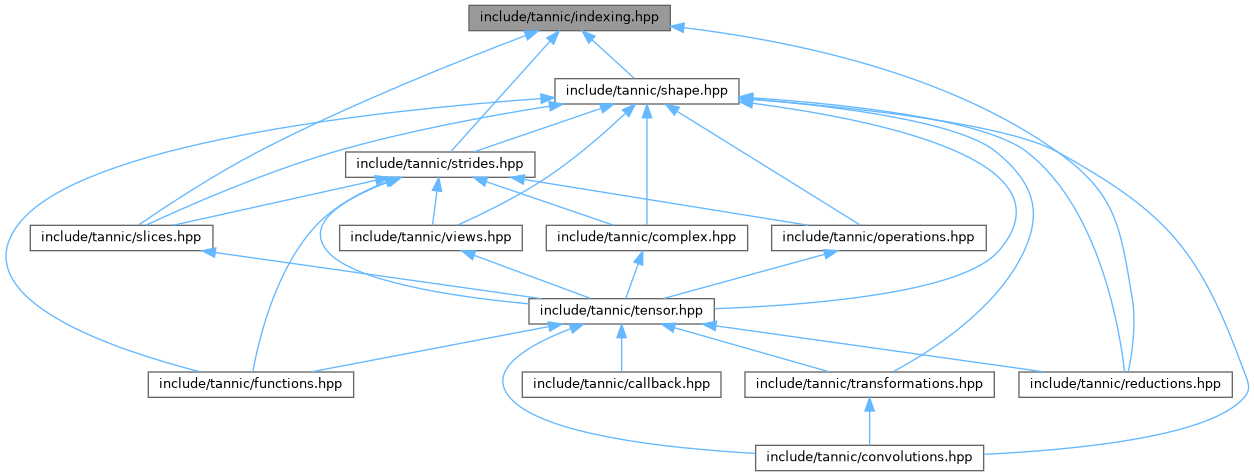 include/tannic/indexing.hpp
include/tannic/shape.hpp
include/tannic/strides.hpp
include/tannic/slices.hpp
include/tannic/views.hpp
include/tannic/complex.hpp
include/tannic/operations.hpp
include/tannic/tensor.hpp
include/tannic/functions.hpp
include/tannic/callback.hpp
include/tannic/transformations.hpp
include/tannic/reductions.hpp
include/tannic/convolutions.hpp